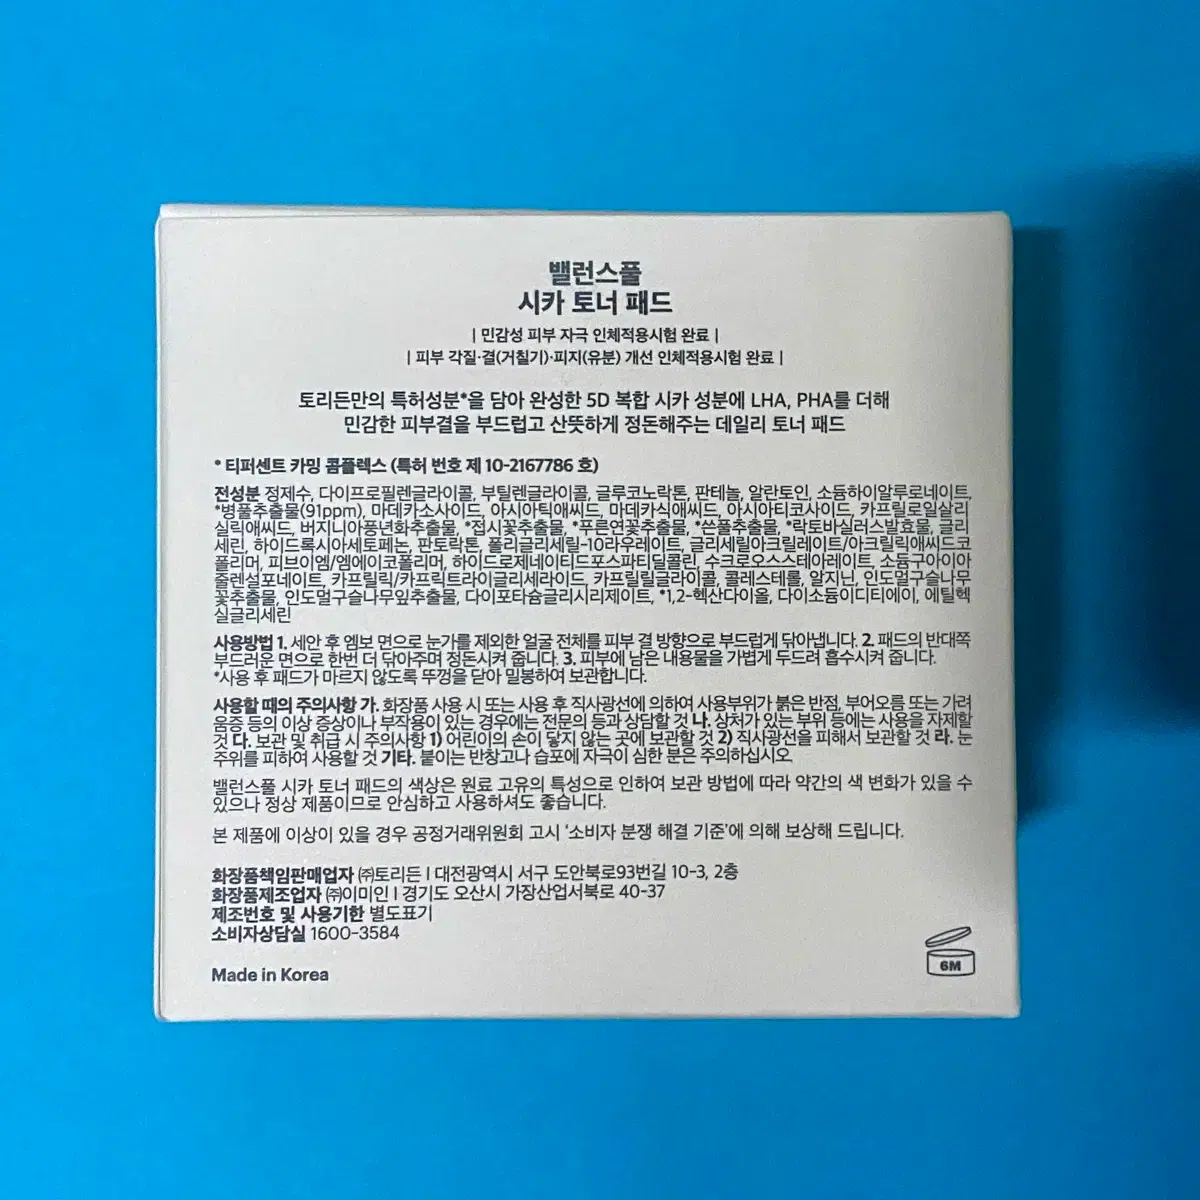 밸런스풀
시카 토너 패드
| 민감성 피부 자극 인체적용시험 완료 |
| 피부 각질·결(거칠기)·피지(유분) 개선 인체적용시험 완료 |
토리든만의 특허성분*을 담아 완성한 5D 복합 시카 성분에 LHA, PHA를 더해
민감한 피부결을 부드럽고 산뜻하게 정돈해주는 데일리 토너 패드
* 티퍼센트 카밍 콤플렉스 (특허 번호 제 10-2167786 호)
전성분 정제수, 다이프로필렌글라이콜, 부틸렌글라이콜, 글루코노락톤, 판테놀, 알란토인, 소듐하이알루로네이트,
*병풀추출물(91ppm), 마데카소사이드, 아시아틱애씨드, 마데카식애씨드, 아시아티코사이드, 카프릴로일살리
실릭애씨드, 버지니아풍년화추출물, *접시꽃추출물, *푸른연꽃추출물, *쓴풀추출물, *락토바실러스발효물, 글리
세린, 하이드록시아세토페논, 판토락톤, 폴리글리세릴-10라우레이트, 글리세릴아크릴레이트/아크릴릭애씨드코
폴리머, 피브이엠/엠에이코폴리머, 하이드로제네이티드포스파티딜콜린, 수크로오스스테아레이트, 소듐구아이아
줄렌설포네이트, 카프릴릭/카프릭트라이글리세라이드, 카프릴릴글라이콜, 콜레스테롤, 알지닌, 인도멀구슬나무
꽃추출물, 인도멀구슬나무잎추출물, 다이포타슘글리시리제이트, *1,2-헥산다이올, 다이소듐이디티에이, 에틸헥
실글리세린
사용방법 1. 세안 후 엠보 면으로 눈가를 제외한 얼굴 전체를 피부 결 방향으로 부드럽게 닦아냅니다. 2. 패드의 반대쪽
부드러운 면으로 한번 더 닦아주며 정돈시켜 줍니다. 3. 피부에 남은 내용물을 가볍게 두드려 흡수시켜 줍니다.
*사용 후 패드가 마르지 않도록 뚜껑을 닫아 밀봉하여 보관합니다.
사용할 때의 주의사항 가. 화장품 사용 시 또는 사용 후 직사광선에 의하여 사용부위가 붉은 반점, 부어오름 또는 가려
움증 등의 이상 증상이나 부작용이 있는 경우에는 전문의 등과 상담할 것 나. 상처가 있는 부위 등에는 사용을 자제할
것 다. 보관 및 취급 시 주의사항 1) 어린이의 손이 닿지 않는 곳에 보관할 것 2) 직사광선을 피해서 보관할 것 라. 눈
주위를 피하여 사용할 것 기타. 붙이는 반창고나 습포에 자극이 심한 분은 주의하십시오.
밸런스풀 시카 토너 패드의 색상은 원료 고유의 특성으로 인하여 보관 방법에 따라 약간의 색 변화가 있을 수
있으나 정상 제품이므로 안심하고 사용하셔도 좋습니다.
본 제품에 이상이 있을 경우 공정거래위원회 고시 '소비자 분쟁 해결 기준'에 의해 보상해 드립니다.
화장품책임판매업자 ㈜토리든 | 대전광역시 서구 도안북로93번길 10-3, 2층
화장품제조업자 ㈜이미인 | 경기도 오산시 가장산업서북로 40-37
제조번호 및 사용기한 별도표기
소비자상담실 1600-3584
Made in Korea
6M